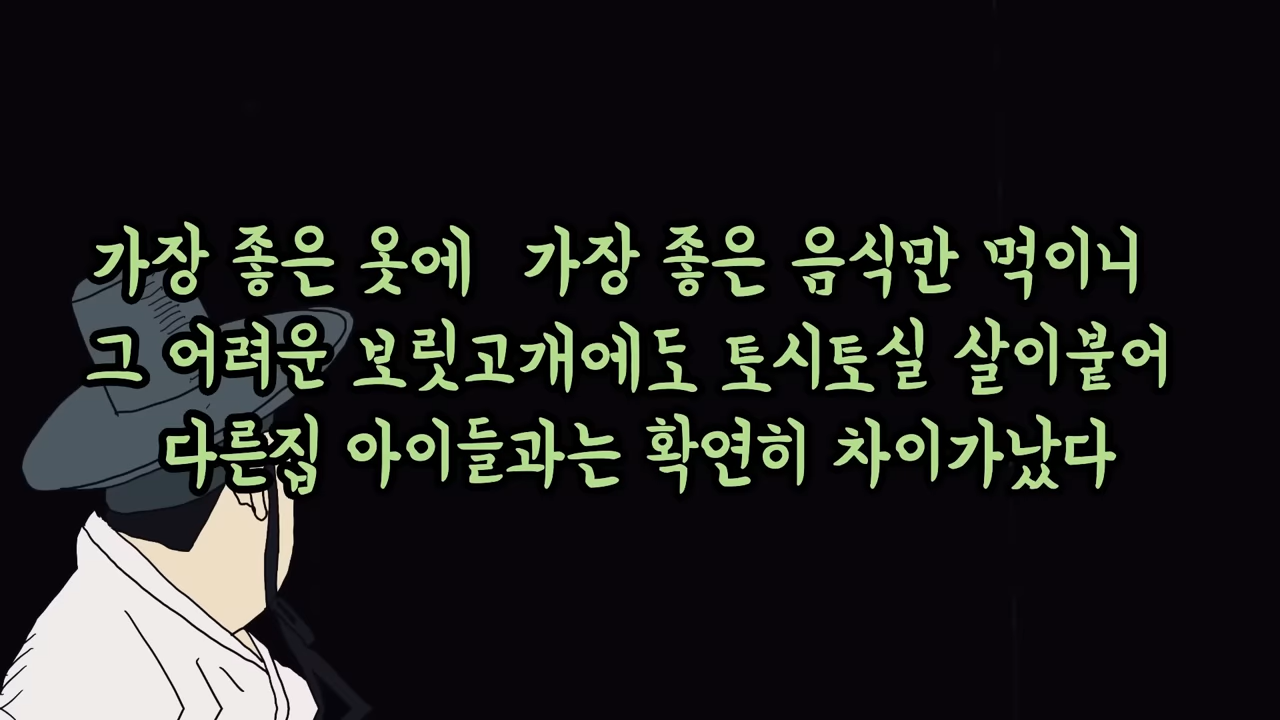 가장 좋은 옷에  가장 좋은 음식만 먹이니
그 어려운 보릿고개에도 토시토실 살이붙어
다른집 아이들과는 확연히 차이가났다